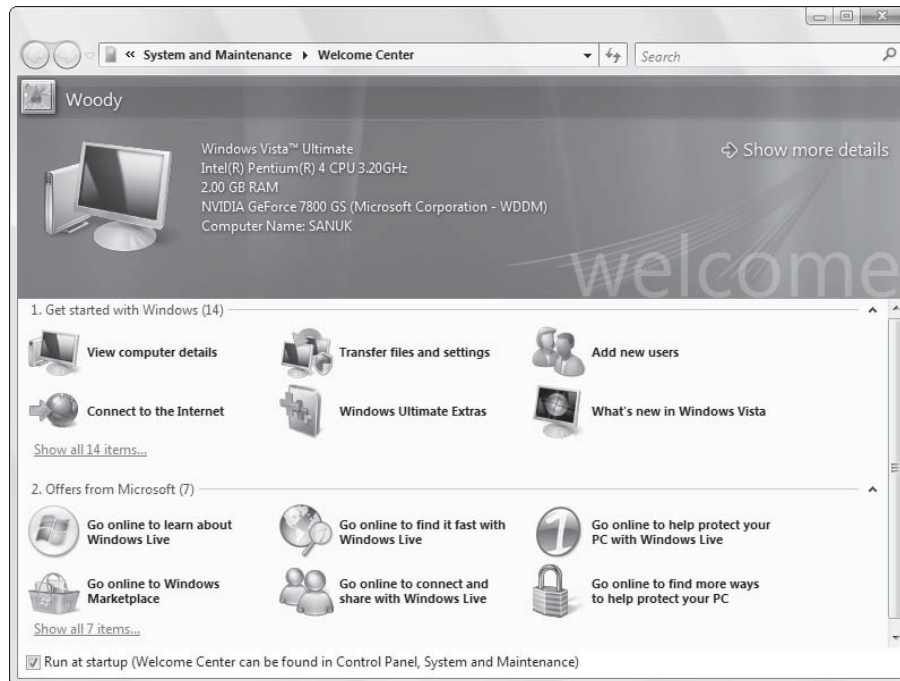 « System and Maintenance ▸ Welcome Center
Search
Woody
Windows Vista™ Ultimate
Intel(R) Pentium(R) 4 CPU 3.20GHz
2.00 GB RAM
NVIDIA GeForce 7800 GS (Microsoft Corporation - WDDM)
Computer Name: SANUK
Show more details
welcome
1. Get started with Windows (14)
View computer details
Transfer files and settings
Add new users
Connect to the Internet
Windows Ultimate Extras
What's new in Windows Vista
Show all 14 items...
2. Offers from Microsoft (7)
Go online to learn about
Windows Live
Go online to find it fast with
Windows Live
1
Go online to help protect your
PC with Windows Live
Go online to Windows
Marketplace
Go online to connect and
share with Windows Live
Go online to find more ways
to help protect your PC
Show all 7 items...
Run at startup (Welcome Center can be found in Control Panel, System and Maintenance)